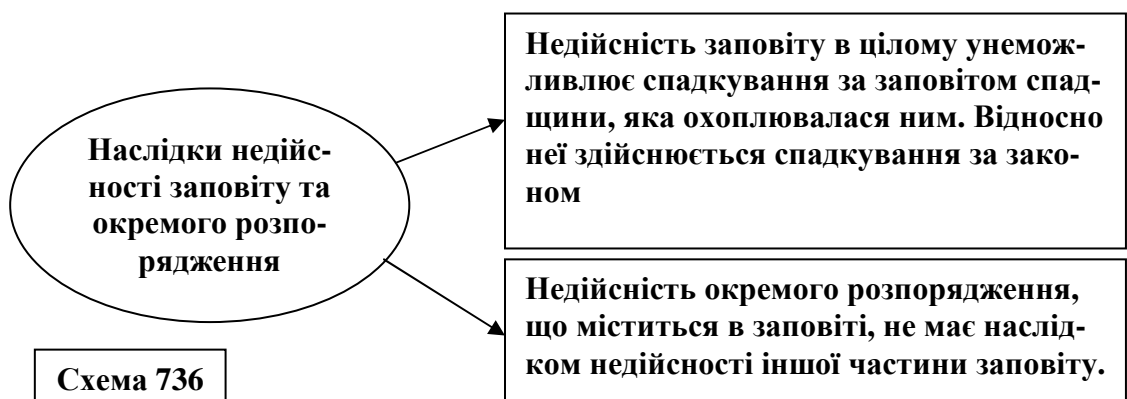 Наслідки недійс-
ності заповіту та
окремого розпо-
рядження
Недійсність заповіту в цілому унемож-
ливлює спадкування за заповітом спад-
щини, яка охоплювалася ним. Відносно
неї здійснюється спадкування за зако-
ном
Недійсність окремого розпорядження,
що міститься в заповіті, не має наслід-
ком недійсності іншої частини заповіту.
Схема 736